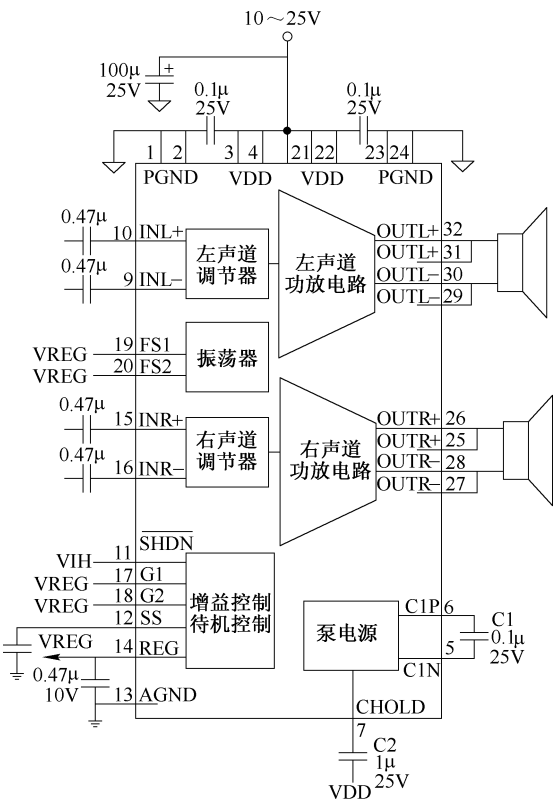 10～25V
100μ
25V
+
0.1μ
25V
0.1μ
25V
1
2
3
4
21
22
23
24
PGND
VDD
VDD
PGND
0.47μ
10
INL+
0.47μ
9
INL−
左声道
调节器
左声道
功放电路
OUTL+
32
OUTL+
31
OUTL−
30
OUTL−
29
VREG
19
FS1
VREG
20
FS2
振荡器
0.47μ
15
INR+
0.47μ
16
INR−
右声道
调节器
右声道
功放电路
OUTR+
26
OUTR+
25
OUTR−
28
OUTR−
27
VIH
11
SHDN
VREG
17
G1
VREG
18
G2
12
SS
VREG
14
REG
增益控制
待机控制
0.47μ
10V
13
AGND
泵电源
C1P
6
C1N
5
C1
0.1μ
25V
CHOLD
7
C2
1μ
25V
VDD